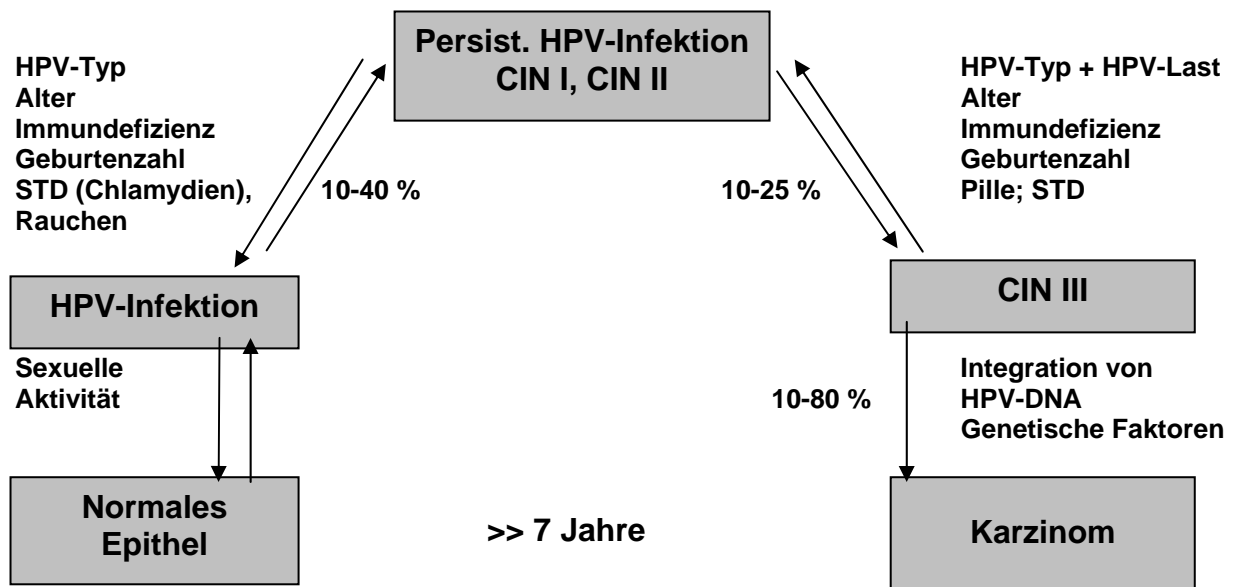 Persist. HPV-Infektion
CIN I, CIN II
HPV-Typ
Alter
Immundefizienz
Geburtenzahl
STD (Chlamydien),
Rauchen
10-40 %
10-25 %
HPV-Typ + HPV-Last
Alter
Immundefizienz
Geburtenzahl
Pille; STD
HPV-Infektion
CIN III
Sexuelle
Aktivität
10-80 %
Integration von
HPV-DNA
Genetische Faktoren
Normales
Epithel
>> 7 Jahre
Karzinom